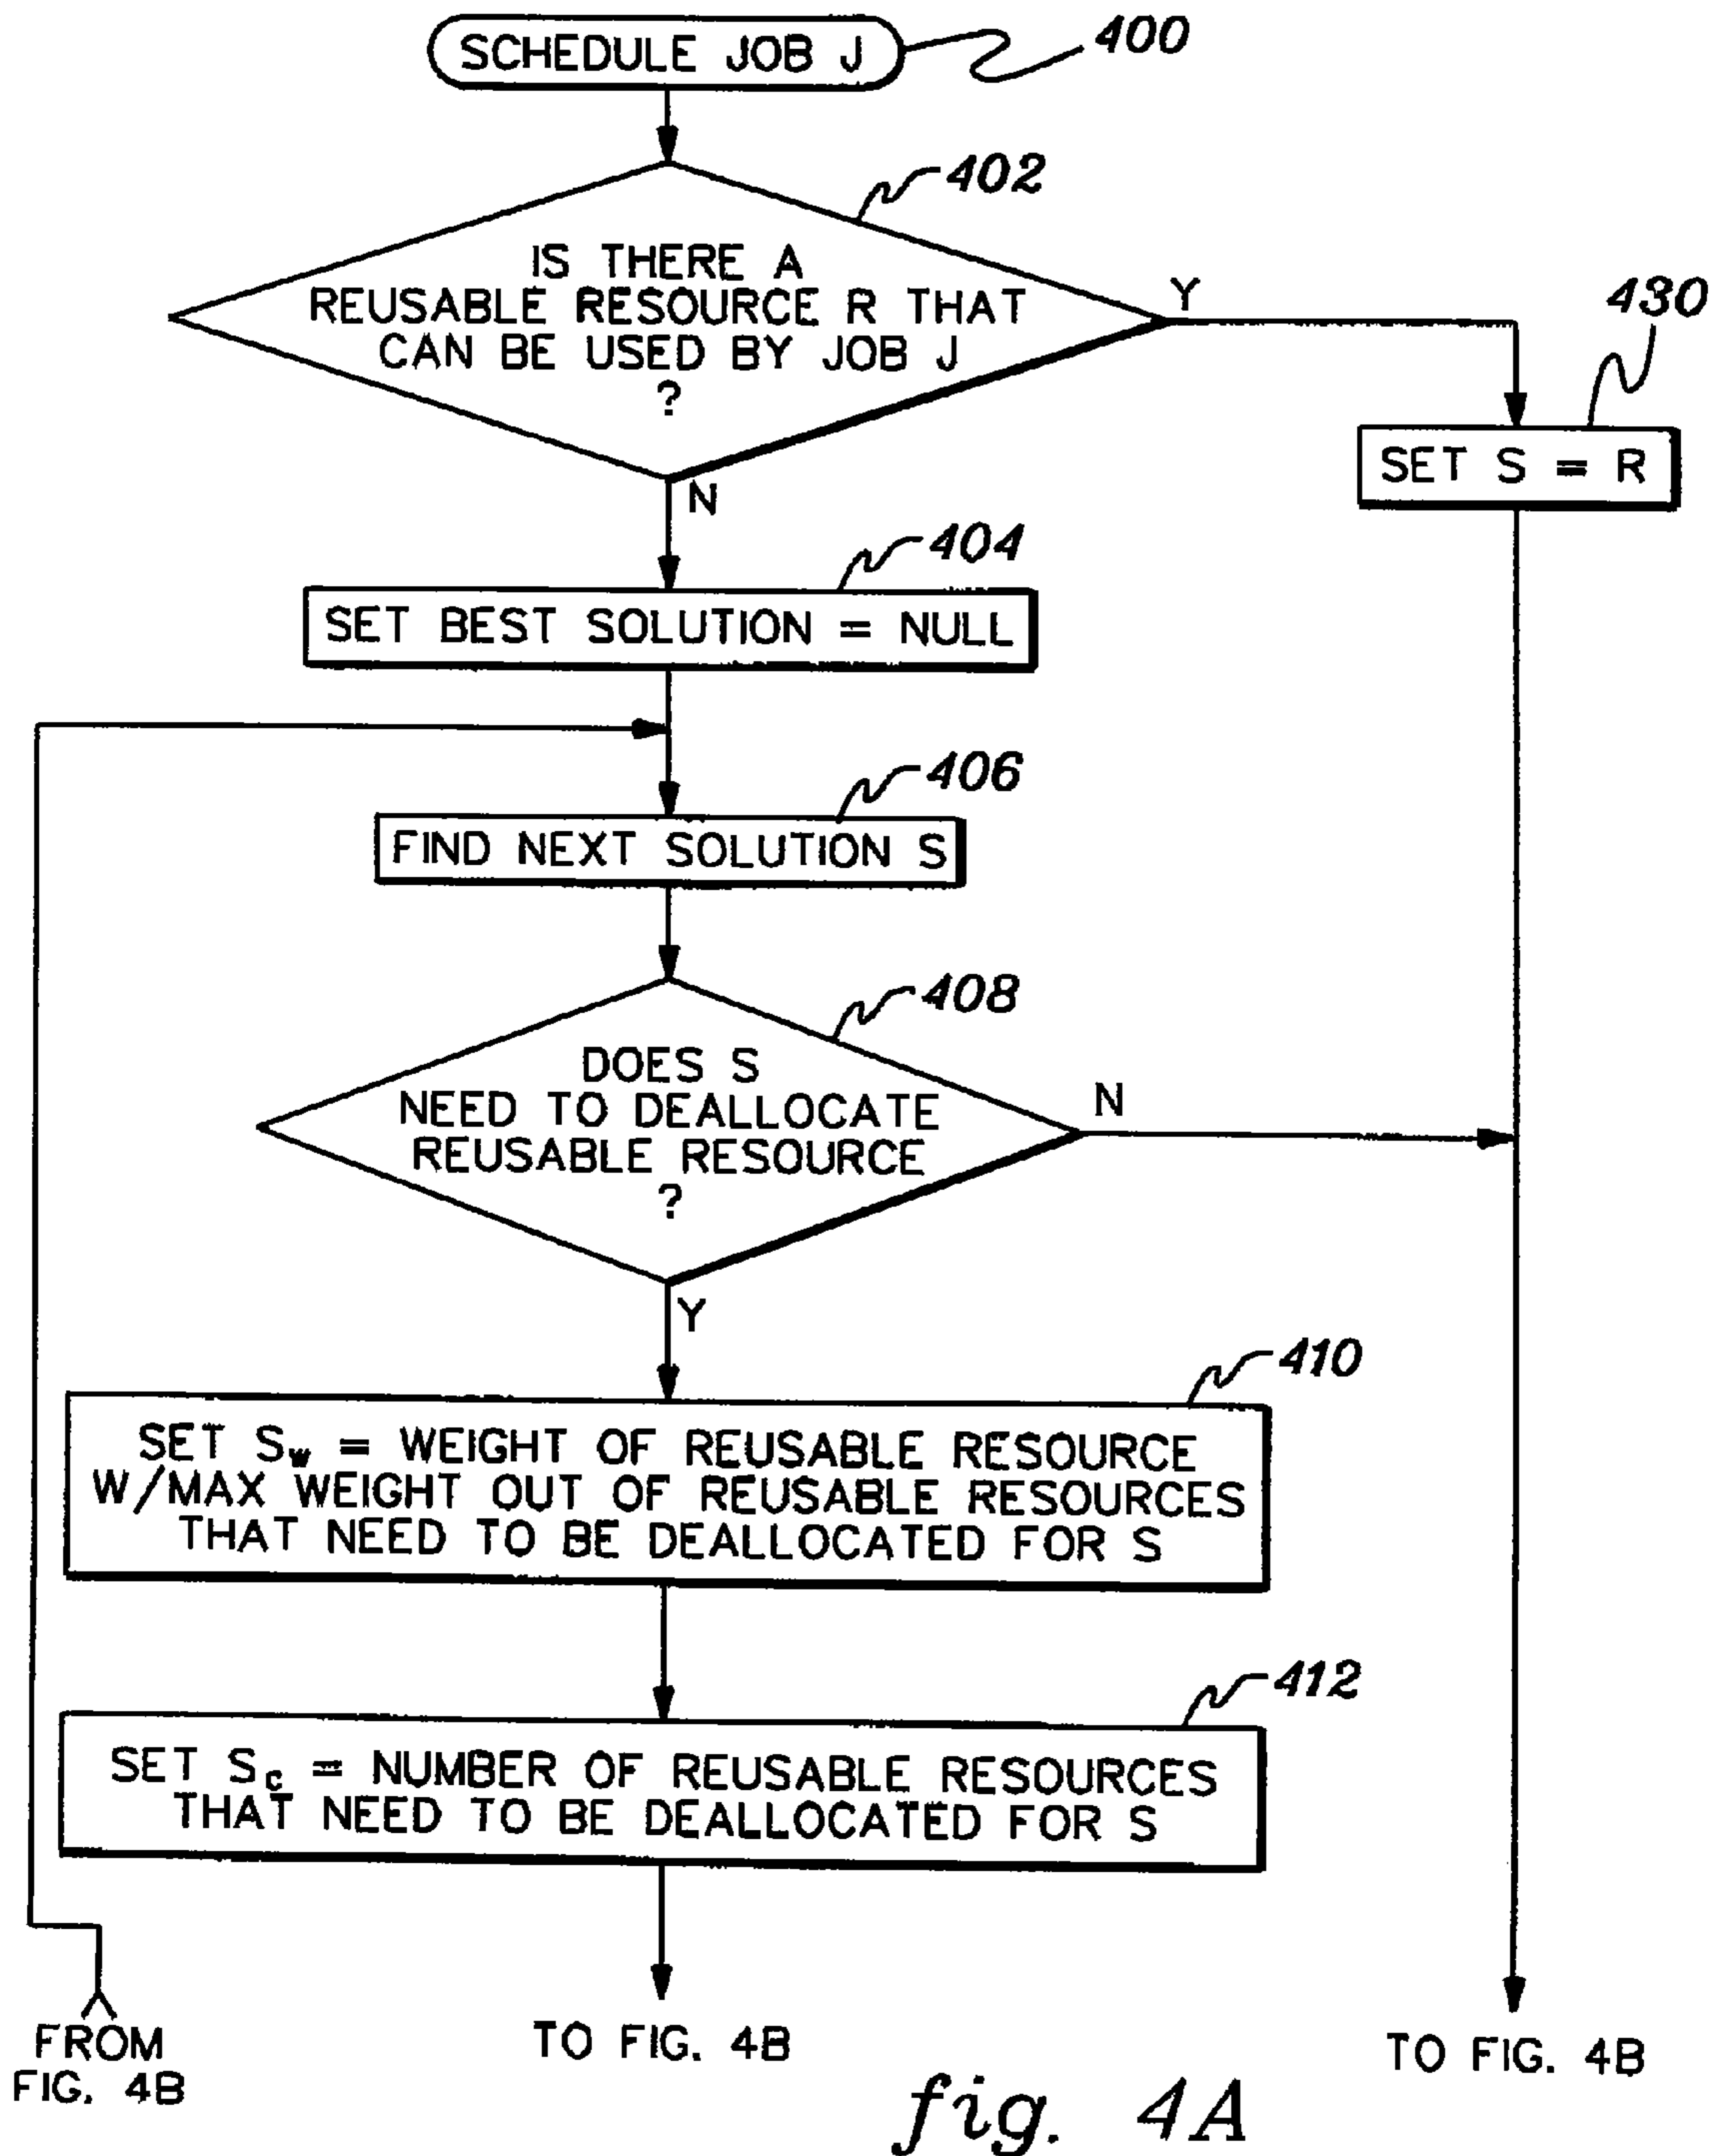 SCHEDULE JOB J
400
402
IS THERE A
REUSABLE RESOURCE R THAT
CAN BE USED BY JOB J
?
Y
430
SET S = R
N
404
SET BEST SOLUTION = NULL
406
FIND NEXT SOLUTION S
408
DOES S
NEED TO DEALLOCATE
REUSABLE RESOURCE
?
N
Y
410
SET Sw = WEIGHT OF REUSABLE RESOURCE
W/MAX WEIGHT OUT OF REUSABLE RESOURCES
THAT NEED TO BE DEALLOCATED FOR S
412
SET Sc = NUMBER OF REUSABLE RESOURCES
THAT NEED TO BE DEALLOCATED FOR S
FROM
FIG. 4B
TO FIG. 4B
TO FIG. 4B
fig. 4A